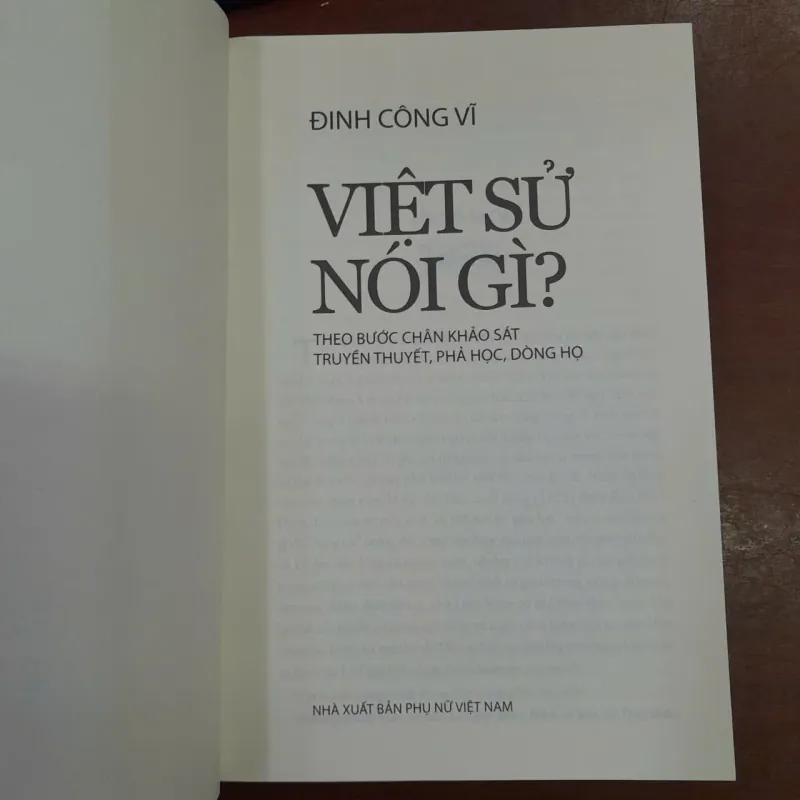 ĐINH CÔNG VĨ
VIỆT SỬ
NÓI GÌ?
THEO BƯỚC CHÂN KHẢO SÁT
TRUYỀN THUYẾT, PHẢ HỌC, DÒNG HỌ
NHÀ XUẤT BẢN PHỤ NỮ VIỆT NAM